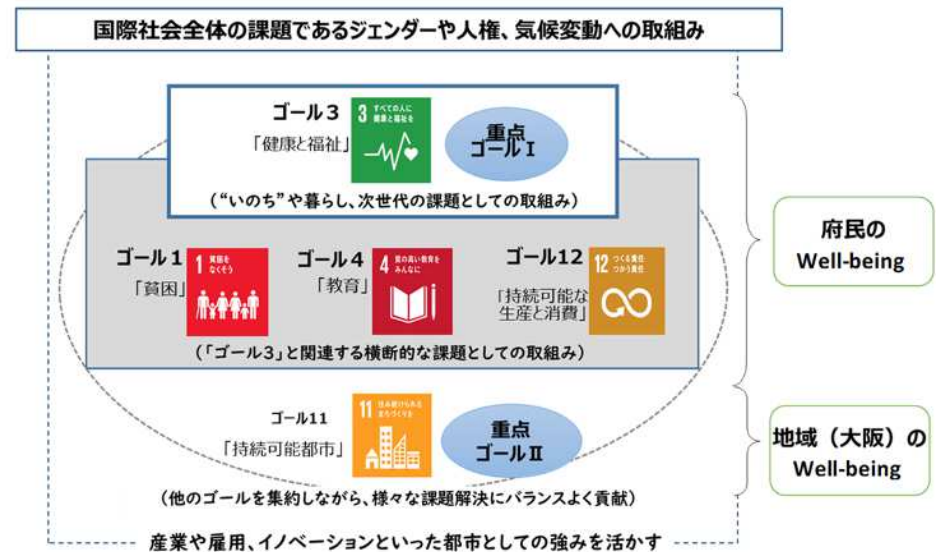 国際社会全体の課題であるジェンダーや人権、気候変動への取組み
ゴール3
「健康と福祉」
3 すべての人に
健康と福祉を
重点
ゴールⅠ
(“いのち”や暮らし、次世代の課題としての取組み)
ゴール1
「貧困」
1 貧困を
なくそう
ゴール4
「教育」
4 質の高い教育を
みんなに
ゴール12
「持続可能な
生産と消費」
12 つくる責任
つかう責任
(「ゴール3」と関連する横断的な課題としての取組み)
府民の
Well-being
ゴール11
「持続可能都市」
11 住み続けられる
まちづくりを
重点
ゴールⅡ
(他のゴールを集約しながら、様々な課題解決にバランスよく貢献)
地域(大阪)の
Well-being
産業や雇用、イノベーションといった都市としての強みを活かす